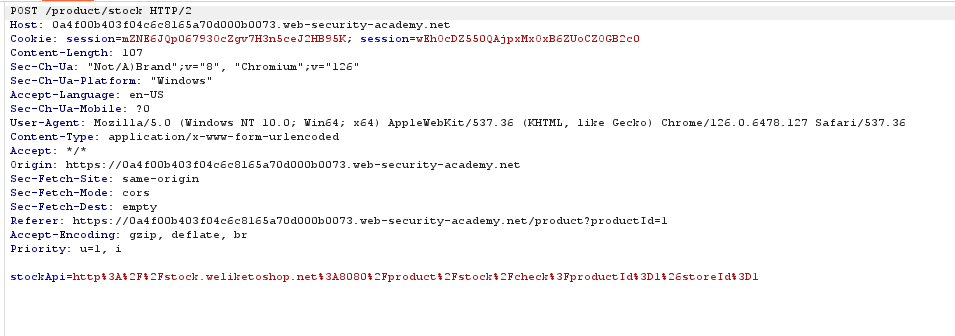 POST /product/stock HTTP/2
Host: 0a4f00b403f04c6c8165a70d000b0073.web-security-academy.net
Cookie: session=mZNE6JQp067930cZgv7H3n5ceJ2HB95K; session=wEh0cDZ550QAjpxMx0xB6ZUoCZ0GB2c0
Content-Length: 107
Sec-Ch-Ua: "Not/A)Brand";v="8", "Chromium";v="126"
Sec-Ch-Ua-Platform: "Windows"
Accept-Language: en-US
Sec-Ch-Ua-Mobile: ?0
User-Agent: Mozilla/5.0 (Windows NT 10.0; Win64; x64) AppleWebKit/537.36 (KHTML, like Gecko) Chrome/126.0.6478.127 Safari/537.36
Content-Type: application/x-www-form-urlencoded
Accept: */*
Origin: https://0a4f00b403f04c6c8165a70d000b0073.web-security-academy.net
Sec-Fetch-Site: same-origin
Sec-Fetch-Mode: cors
Sec-Fetch-Dest: empty
Referer: https://0a4f00b403f04c6c8165a70d000b0073.web-security-academy.net/product?productId=1
Accept-Encoding: gzip, deflate, br
Priority: u=1, i
stockApi=http%3A%2F%2Fstock.weliketoshop.net%3A8080%2Fproduct%2Fstock%2Fcheck%3FproductId%3D1%26storeId%3D1